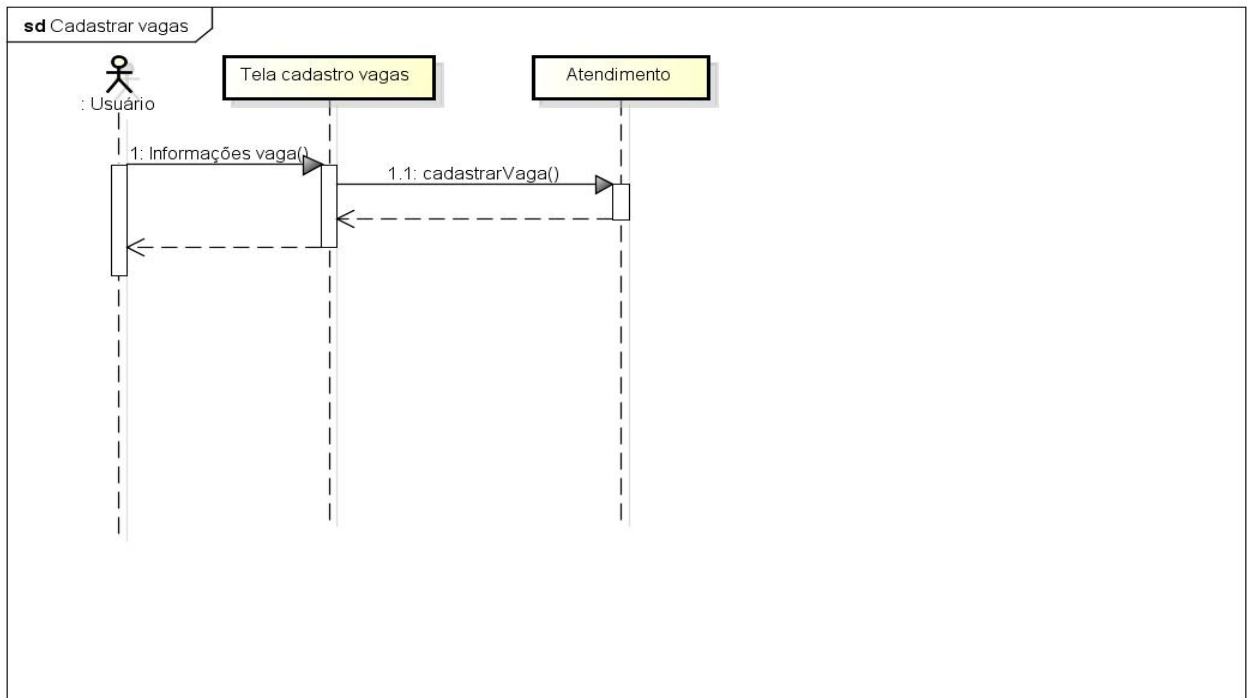 sd Cadastrar vagas
: Usuário
Tela cadastro vagas
Atendimento
1: Informações vaga()
1.1: cadastrarVaga()